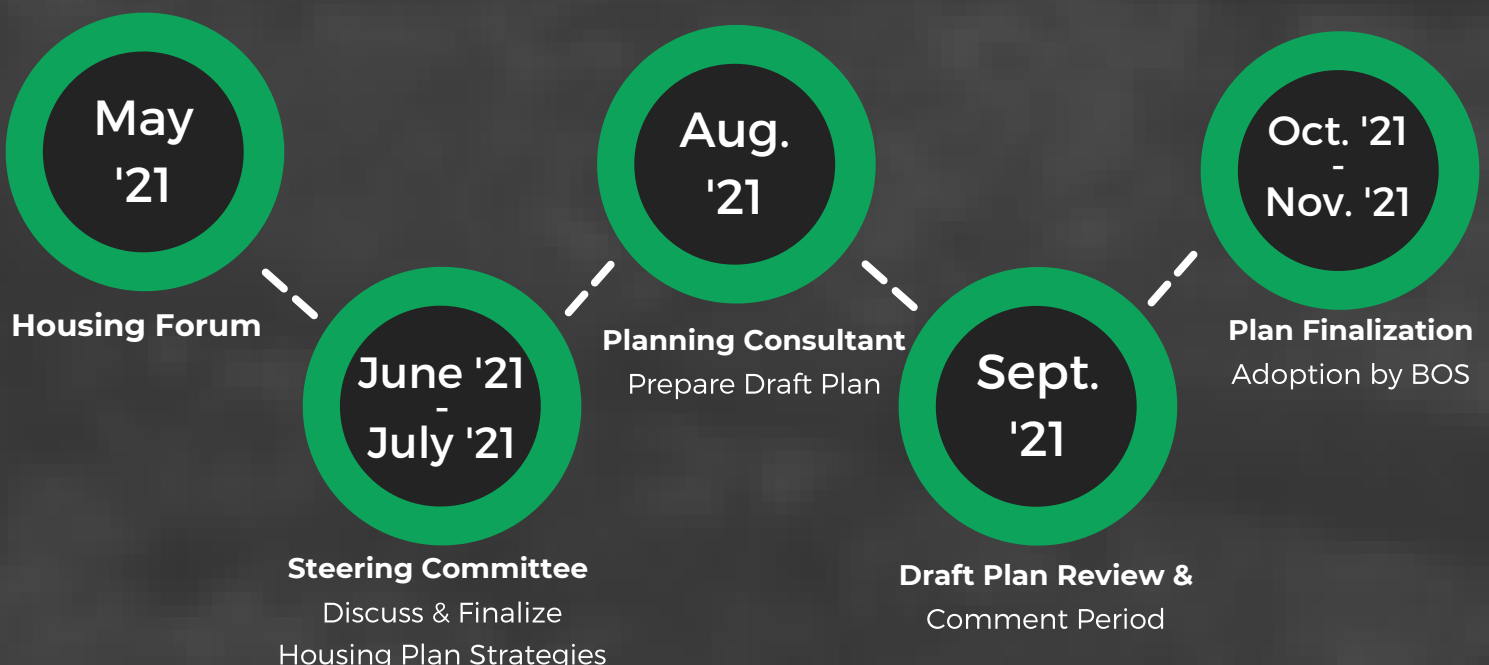 May
'21
Housing Forum
June '21
-
July '21
Steering Committee
Discuss & Finalize
Housing Plan Strategies
Aug.
'21
Planning Consultant
Prepare Draft Plan
Sept.
'21
Draft Plan Review &
Comment Period
Oct. '21
-
Nov. '21
Plan Finalization
Adoption by BOS